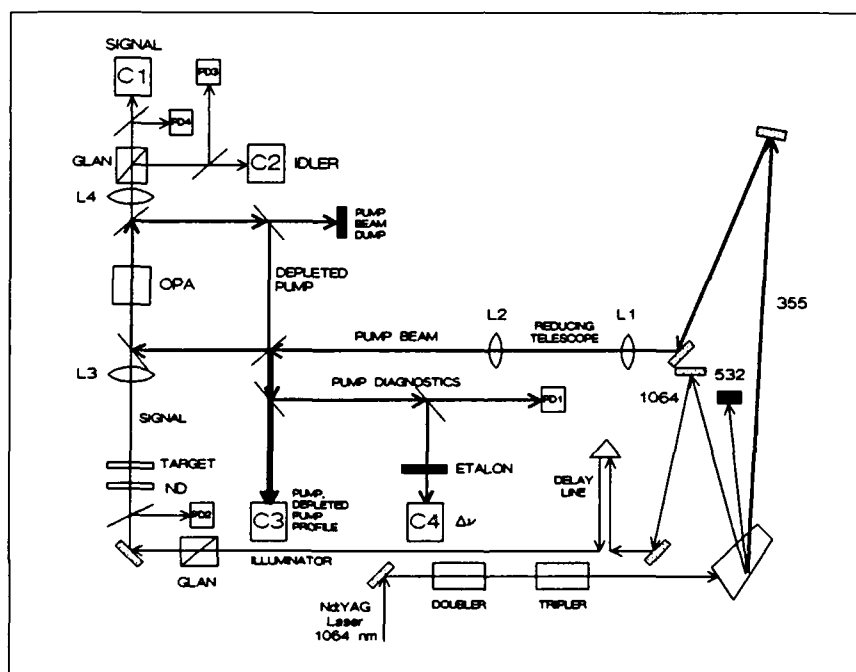 SIGNAL
C1
PD3
PD4
GLAN
C2
IDLER
L4
PUMP
BEAM
DUMP
OPA
DEPLETED
PUMP
355
L2
L1
PUMP BEAM
REDUCING
TELESCOPE
532
L3
PUMP DIAGNOSTICS
1064
PD1
SIGNAL
TARGET
ETALON
DELAY
LINE
ND
PD2
C3
PUMP,
DEPLETED
PUMP
PROFILE
C4
Δν
GLAN
ILLUMINATOR
Nd:YAG
Laser
1064 nm
DOUBLER
TRIPLER